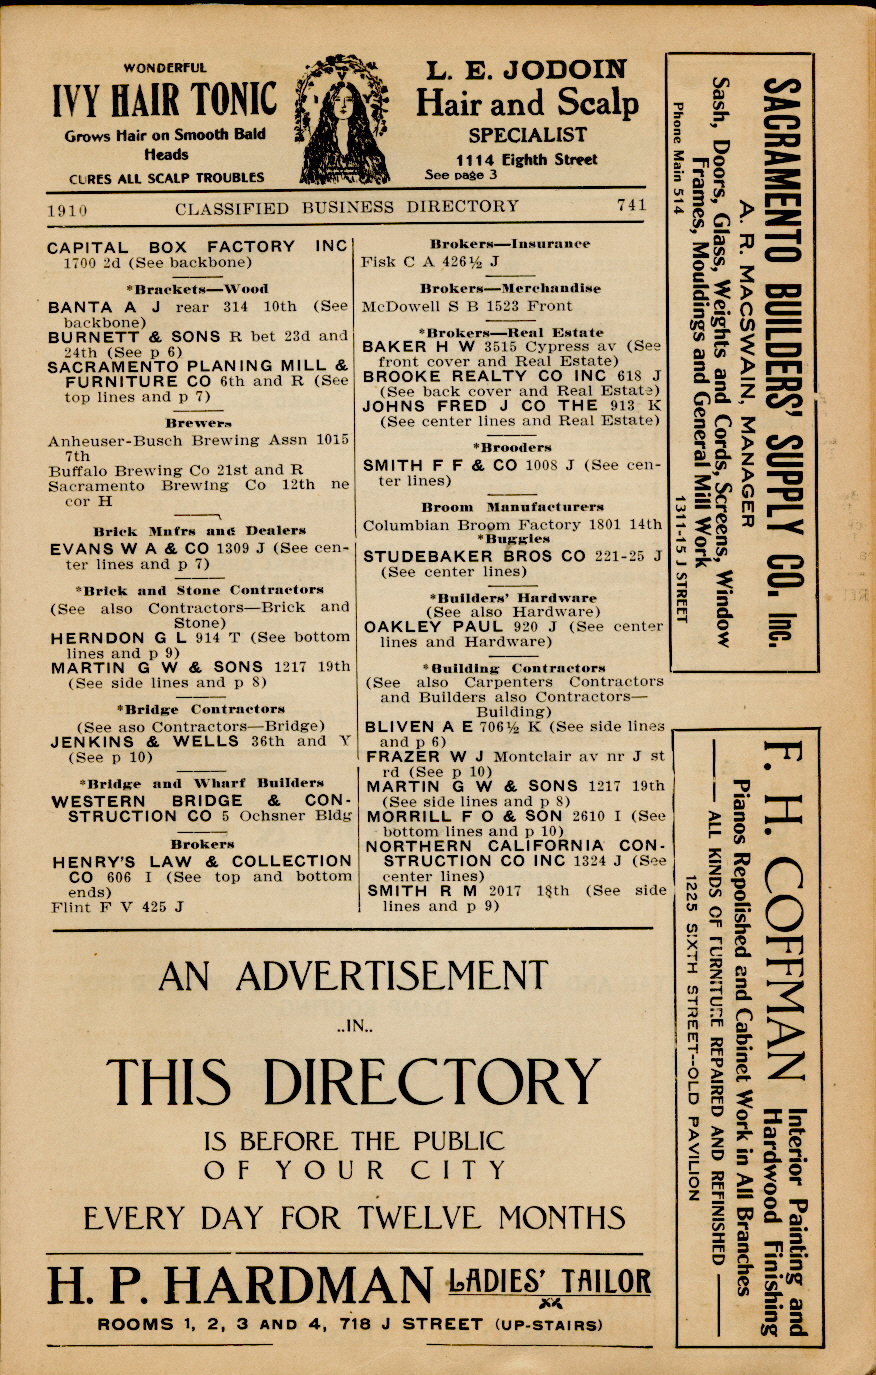 WONDERFUL
IVY HAIR TONIC
Grows Hair on Smooth Bald
Heads
CURES ALL SCALP TROUBLES
L. E. JODOIN
Hair and Scalp
SPECIALIST
1114 Eighth Street
See page 3
1910 CLASSIFIED BUSINESS DIRECTORY 741
CAPITAL BOX FACTORY INC
1700 2d (See backbone)
*Brackets—Wood
BANTA A J rear 314 10th (See
backbone)
BURNETT & SONS R bet 23d and
24th (See p 6)
SACRAMENTO PLANING MILL &
FURNITURE CO 6th and R (See
top lines and p 7)
Brewers
Anheuser-Busch Brewing Assn 1015
7th
Buffalo Brewing Co 21st and R
Sacramento Brewing Co 12th ne
cor H
Brick Mnfrs and Dealers
EVANS W A & CO 1309 J (See cen-
ter lines and p 7)
*Brick and Stone Contractors
(See also Contractors—Brick and
Stone)
HERNDON G L 914 T (See bottom
lines and p 9)
MARTIN G W & SONS 1217 19th
(See side lines and p 8)
*Bridge Contractors
(See aso Contractors—Bridge)
JENKINS & WELLS 36th and Y
(See p 10)
*Bridge and Wharf Builders
WESTERN BRIDGE & CON-
STRUCTION CO 5 Ochsner Bldg
Brokers
HENRY'S LAW & COLLECTION
CO 606 I (See top and bottom
ends)
Flint F V 425 J
Brokers—Insurance
Fisk C A 426½ J
Brokers—Merchandise
McDowell S B 1523 Front
*Brokers—Real Estate
BAKER H W 3515 Cypress av (See
front cover and Real Estate)
BROOKE REALTY CO INC 618 J
(See back cover and Real Estate)
JOHNS FRED J CO THE 913 K
(See center lines and Real Estate)
*Brooders
SMITH F F & CO 1008 J (See cen-
ter lines)
Broom Manufacturers
Columbian Broom Factory 1801 14th
*Buggies
STUDEBAKER BROS CO 221-25 J
(See center lines)
*Builders' Hardware
(See also Hardware)
OAKLEY PAUL 920 J (See center
lines and Hardware)
*Building Contractors
(See also Carpenters Contractors
and Builders also Contractors—
Building)
BLIVEN A E 706½ K (See side lines
and p 6)
FRAZER W J Montclair av nr J st
rd (See p 10)
MARTIN G W & SONS 1217 19th
(See side lines and p 8)
MORRILL F O & SON 2610 I (See
bottom lines and p 10)
NORTHERN CALIFORNIA CON-
STRUCTION CO INC 1324 J (See
center lines)
SMITH R M 2017 18th (See side
lines and p 9)
AN ADVERTISEMENT
..IN..
THIS DIRECTORY
IS BEFORE THE PUBLIC
OF YOUR CITY
EVERY DAY FOR TWELVE MONTHS
H. P. HARDMAN LADIES' TAILOR
ROOMS 1, 2, 3 AND 4, 718 J STREET (UP-STAIRS)
SACRAMENTO BUILDERS' SUPPLY CO. Inc.
A. R. MACSWAIN, MANAGER
Sash, Doors, Glass, Weights and Cords, Screens, Window
Frames, Mouldings and General Mill Work
Phone Main 514 1311-15 J STREET
F. H. COFFMAN Interior Painting and
Hardwood Finishing
Pianos Repolished and Cabinet Work in All Branches
ALL KINDS OF FURNITURE REPAIRED AND REFINISHED
1225 SIXTH STREET--OLD PAVILION